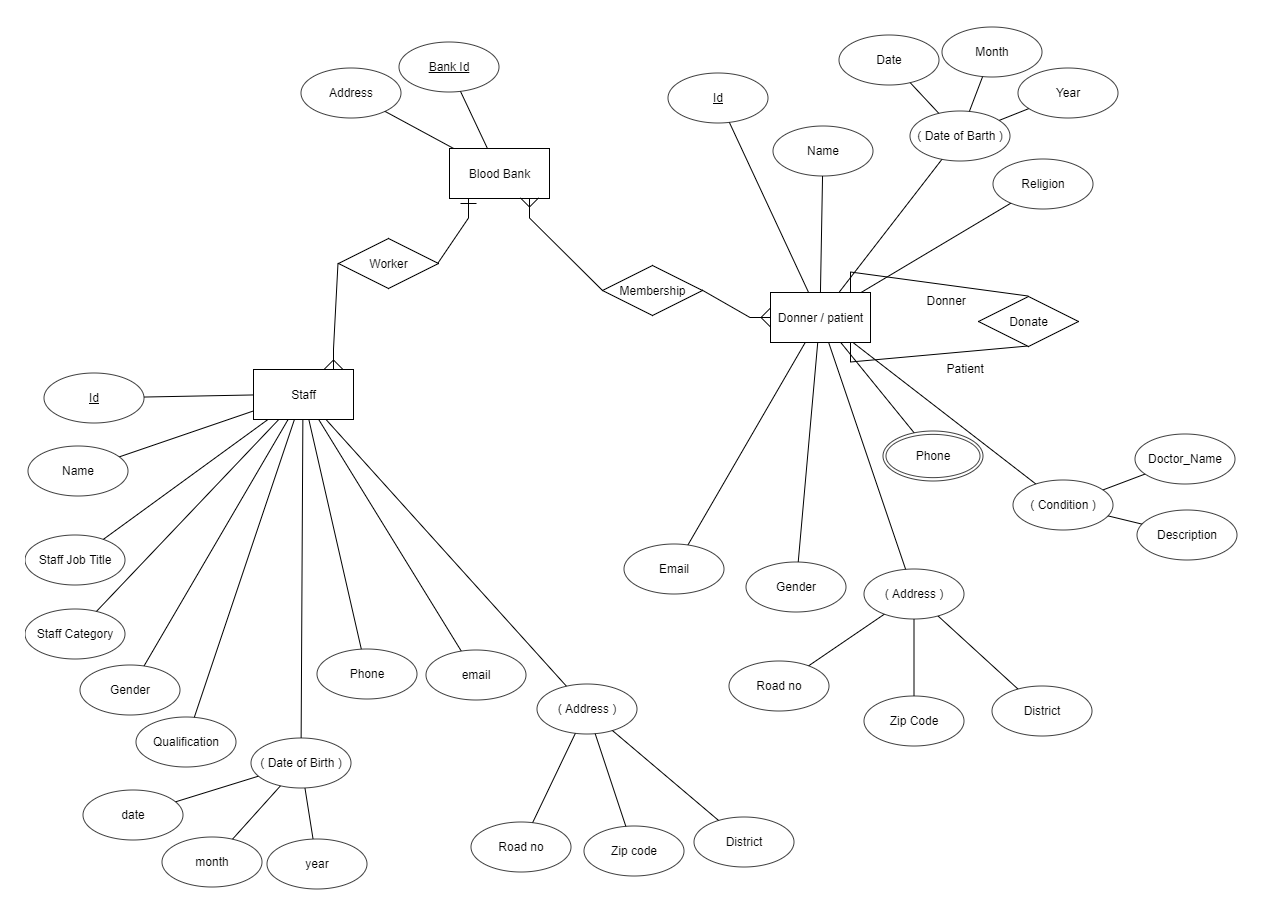 Bank Id
Address
Blood Bank
Id
Name
Date
Month
Year
( Date of Barth )
Religion
Worker
Membership
Donner / patient
Donner
Donate
Patient
Staff
Id
Name
Staff Job Title
Staff Category
Gender
Qualification
( Date of Birth )
date
month
year
Phone
email
( Address )
Road no
Zip code
District
Email
Gender
( Address )
Road no
Zip Code
District
Phone
( Condition )
Doctor_Name
Description